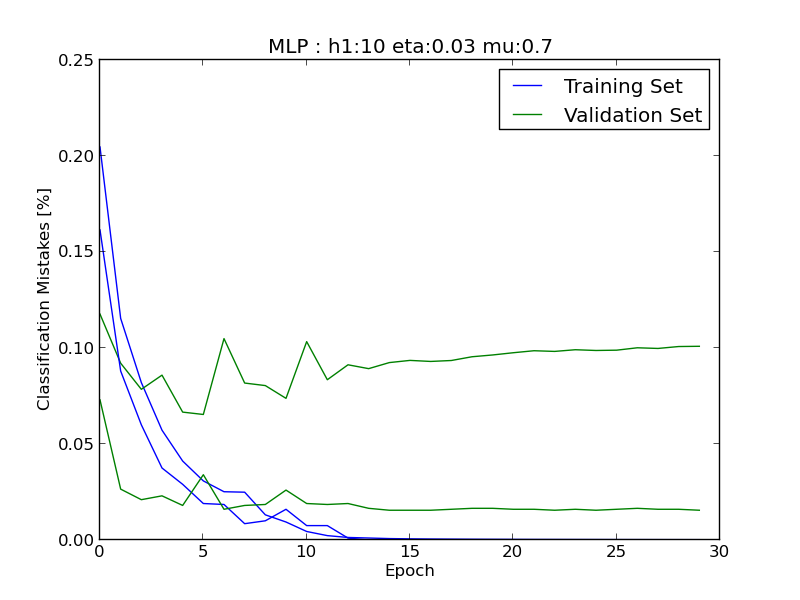 MLP : h1:10 eta:0.03 mu:0.7
Training Set
Validation Set
Classification Mistakes [%]
0.25
0.20
0.15
0.10
0.05
0.00
0 5 10 15 20 25 30
Epoch